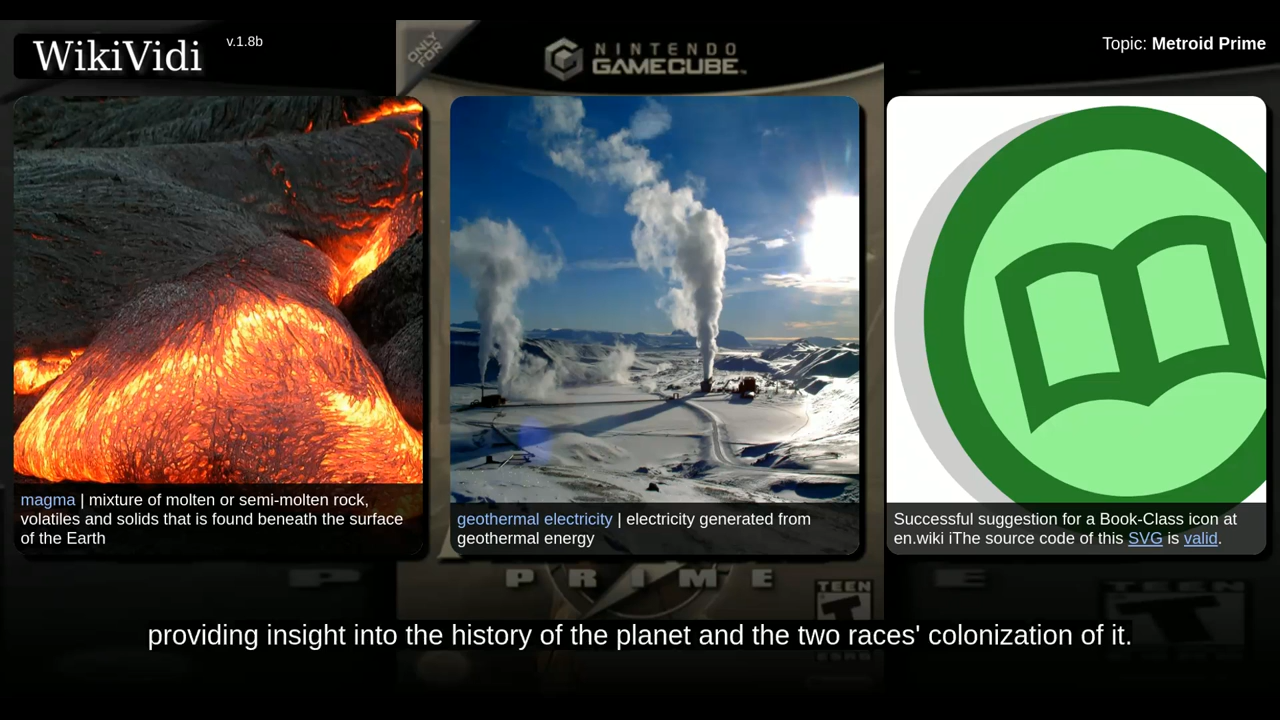 WikiVidi
v.1.8b
Topic: Metroid Prime
ONLY
FOR
NINTENDO
GAMECUBE
magma | mixture of molten or semi-molten rock,
volatiles and solids that is found beneath the surface
of the Earth
geothermal electricity | electricity generated from
geothermal energy
Successful suggestion for a Book-Class icon at
en.wiki iThe source code of this SVG is valid.
PRIME
TEEN
T
providing insight into the history of the planet and the two races' colonization of it.